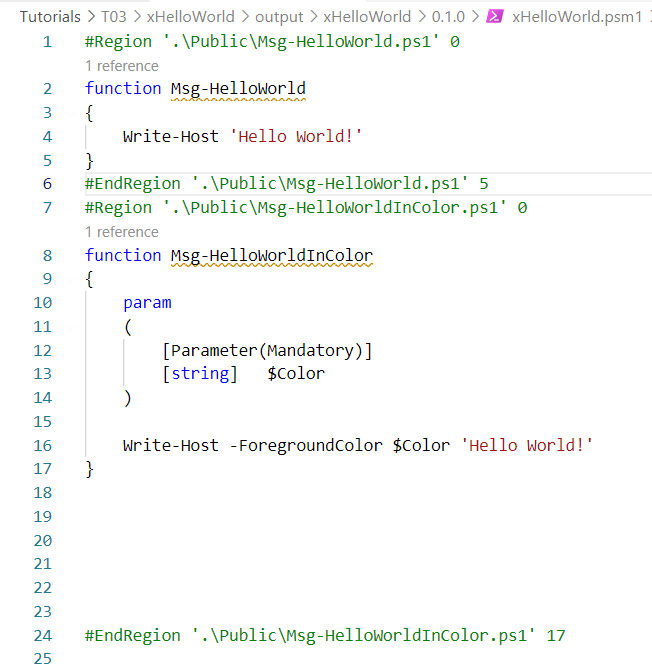 Tutorials > T03 > xHelloWorld > output > xHelloWorld > 0.1.0 > xHelloWorld.psm1 >
1 #Region '.\Public\Msg-HelloWorld.ps1' 0
1 reference
2 function Msg-HelloWorld
3 {
4 Write-Host 'Hello World!'
5 }
6 #EndRegion '.\Public\Msg-HelloWorld.ps1' 5
7 #Region '.\Public\Msg-HelloWorldInColor.ps1' 0
1 reference
8 function Msg-HelloWorldInColor
9 {
10 param
11 (
12 [Parameter(Mandatory)]
13 [string] $Color
14 )
15
16 Write-Host -ForegroundColor $Color 'Hello World!'
17 }
18
19
20
21
22
23
24 #EndRegion '.\Public\Msg-HelloWorldInColor.ps1' 17
25